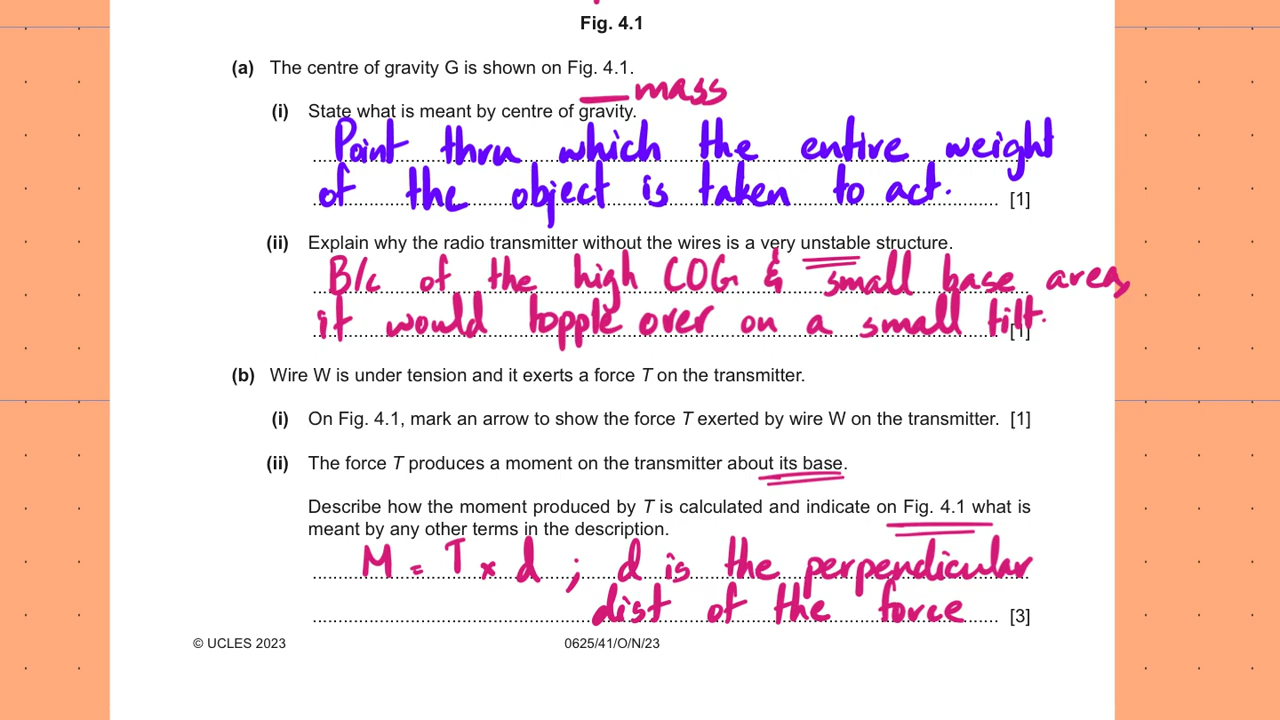 Fig. 4.1
(a) The centre of gravity G is shown on Fig. 4.1.
mass
(i) State what is meant by centre of gravity.
Point thru which the entire weight
of the object is taken to act. [1]
(ii) Explain why the radio transmitter without the wires is a very unstable structure.
B/c of the high COG & small base area,
it would topple over on a small tilt. [1]
(b) Wire W is under tension and it exerts a force T on the transmitter.
(i) On Fig. 4.1, mark an arrow to show the force T exerted by wire W on the transmitter. [1]
(ii) The force T produces a moment on the transmitter about its base.
Describe how the moment produced by T is calculated and indicate on Fig. 4.1 what is
meant by any other terms in the description.
M = T × d ; d is the perpendicular
dist of the force [3]
© UCLES 2023 0625/41/O/N/23